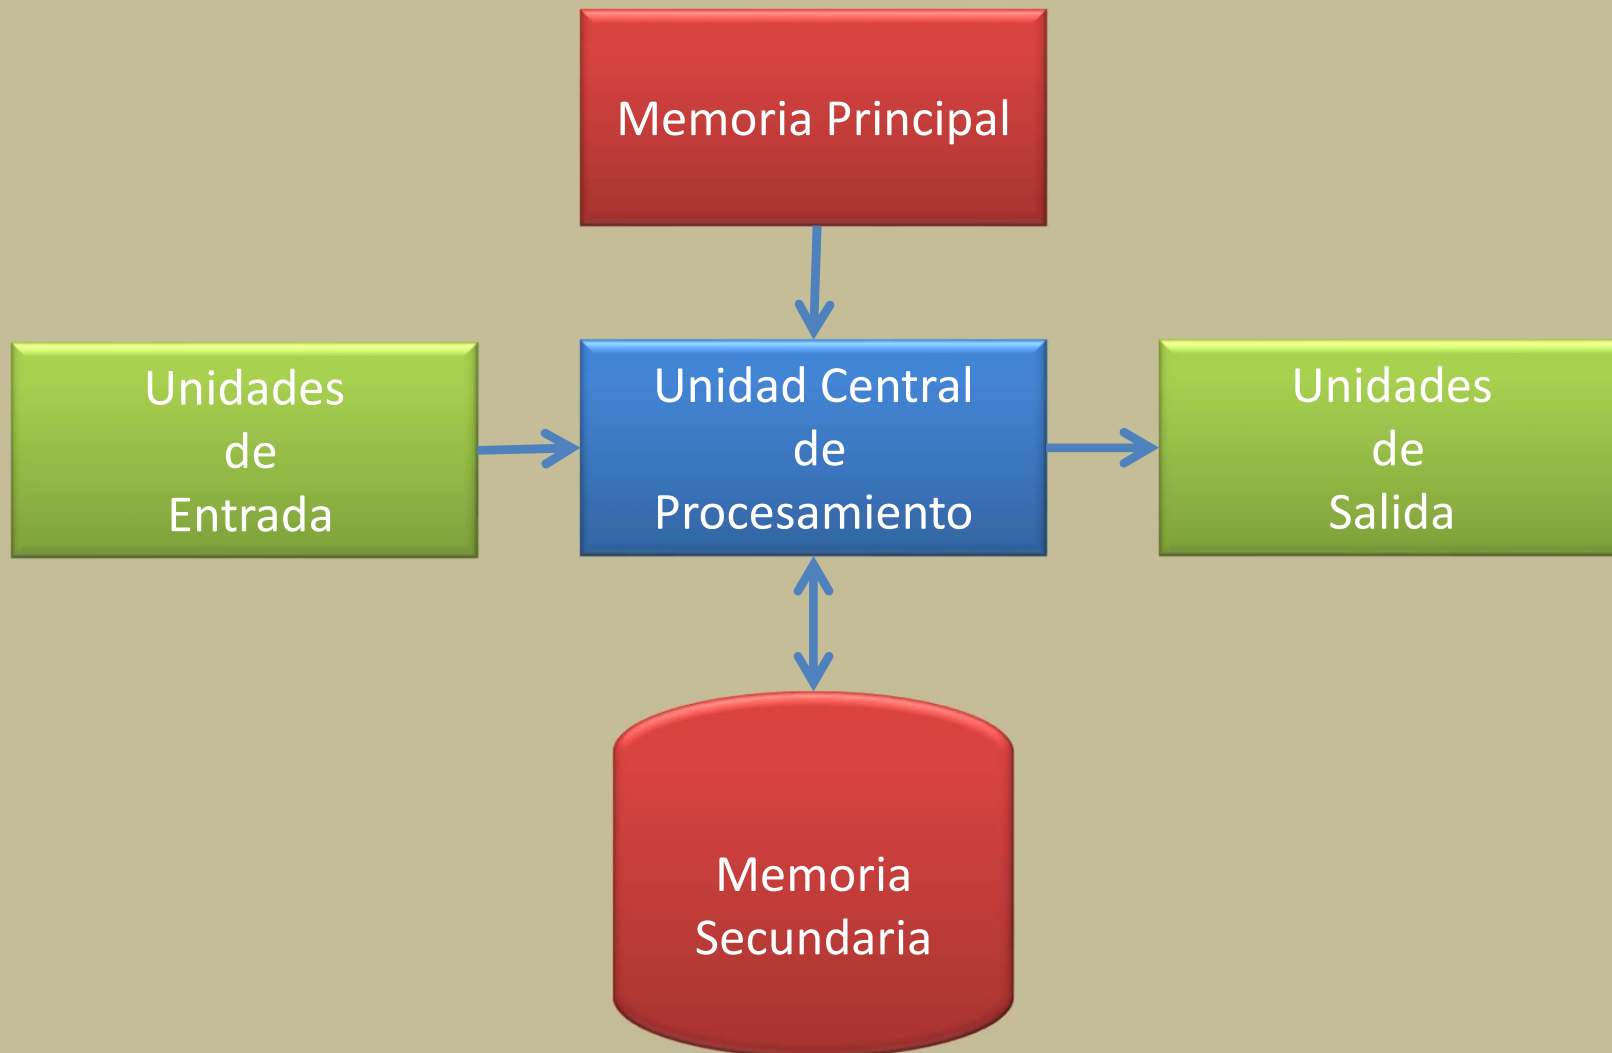 Memoria Principal
Unidades
de
Entrada
Unidad Central
de
Procesamiento
Unidades
de
Salida
Memoria
Secundaria